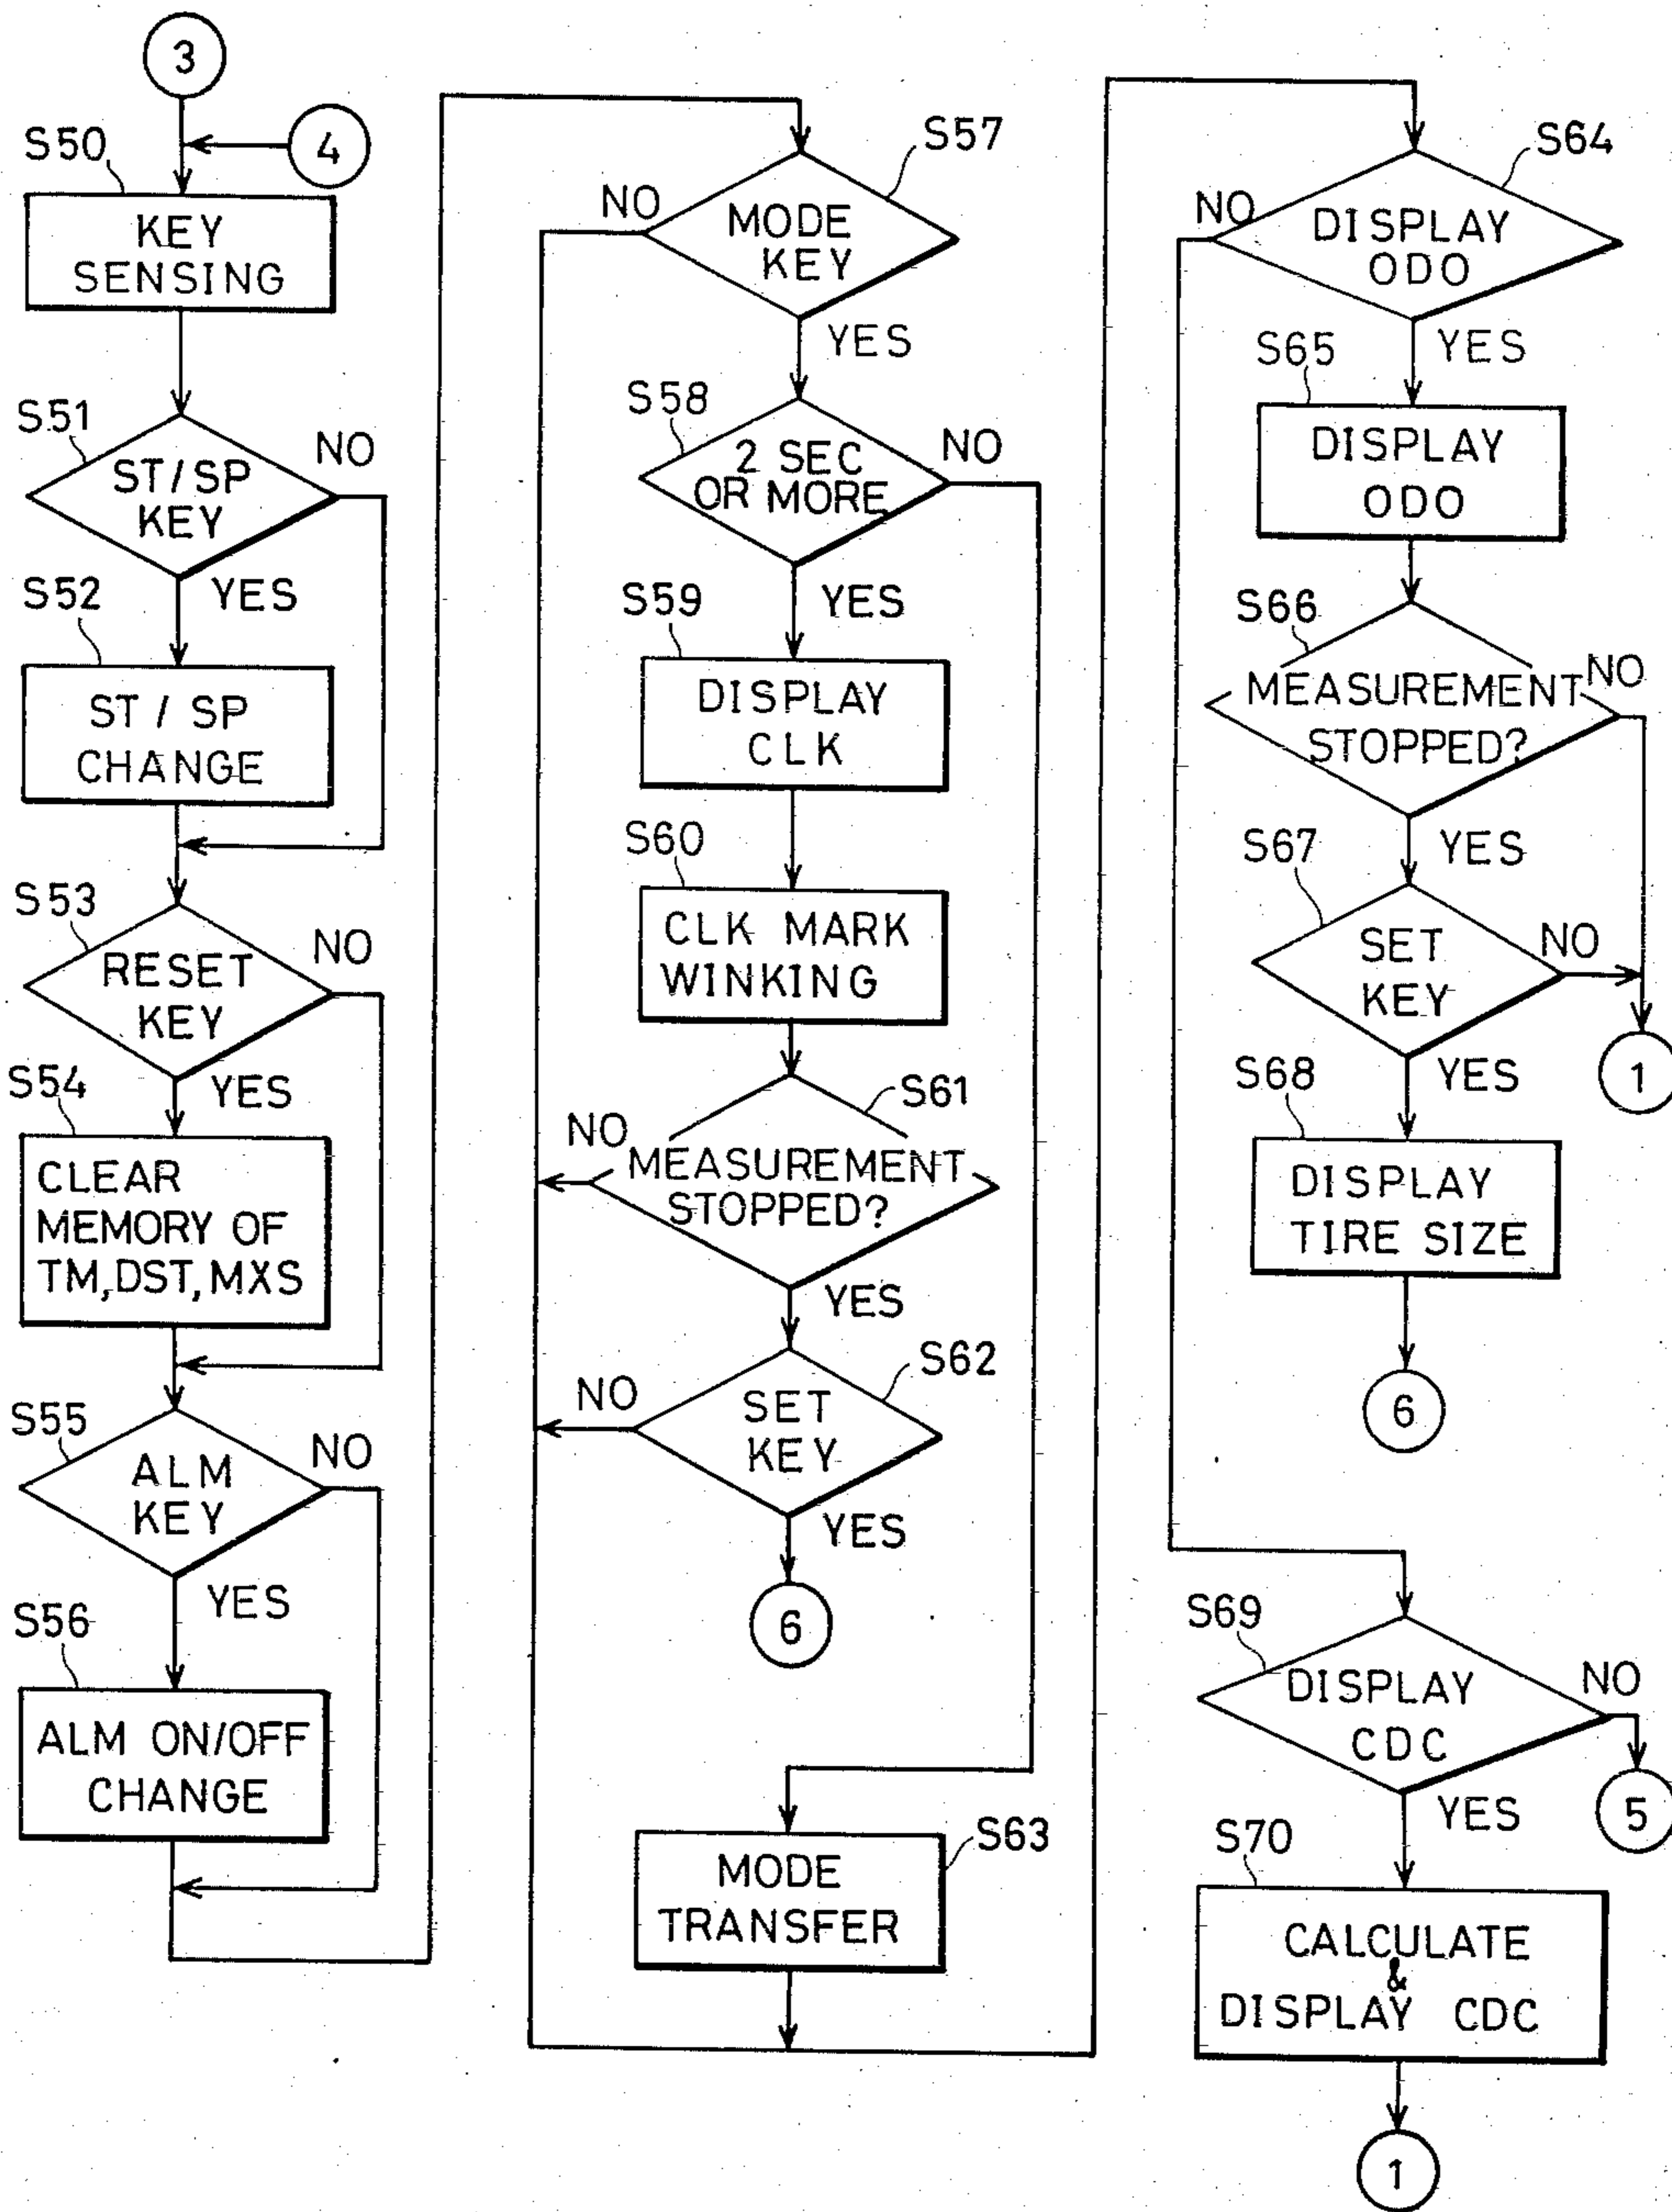 3
4
S50
KEY
SENSING
S51
ST/SP
KEY
NO
YES
S52
ST / SP
CHANGE
S53
RESET
KEY
NO
YES
S54
CLEAR
MEMORY OF
TM,DST,MXS
S55
ALM
KEY
NO
YES
S56
ALM ON/OFF
CHANGE
S57
NO
MODE
KEY
YES
S58
2 SEC
OR MORE
NO
YES
S59
DISPLAY
CLK
S60
CLK MARK
WINKING
S61
NO
MEASUREMENT
STOPPED?
YES
S62
NO
SET
KEY
YES
6
S63
MODE
TRANSFER
S64
NO
DISPLAY
ODO
YES
S65
DISPLAY
ODO
S66
MEASUREMENT
STOPPED?
NO
YES
S67
SET
KEY
NO
1
YES
S68
DISPLAY
TIRE SIZE
6
S69
DISPLAY
CDC
NO
5
YES
S70
CALCULATE
&
DISPLAY CDC
1